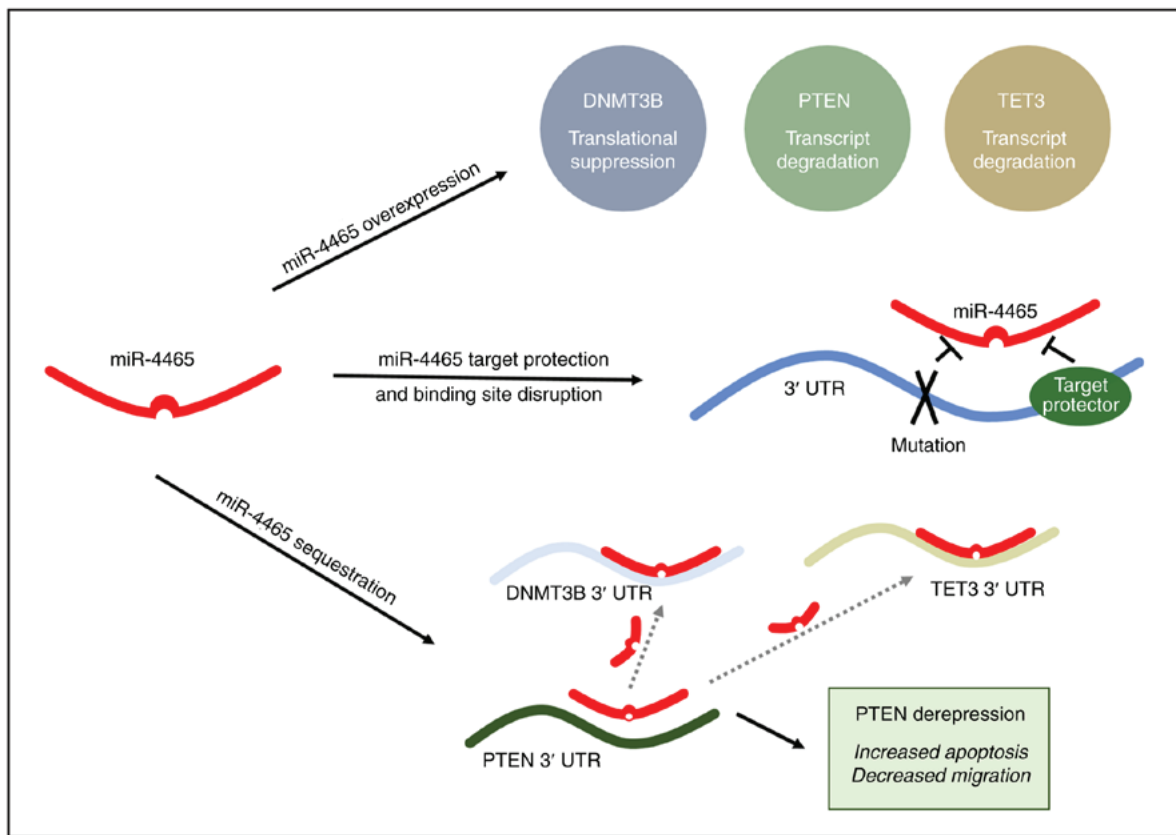 DNMT3B
Translational
suppression
PTEN
Transcript
degradation
TET3
Transcript
degradation
miR-4465 overexpression
miR-4465
miR-4465 target protection
and binding site disruption
miR-4465
3′ UTR
Target
protector
Mutation
miR-4465 sequestration
DNMT3B 3′ UTR
TET3 3′ UTR
PTEN 3′ UTR
PTEN derepression
Increased apoptosis
Decreased migration